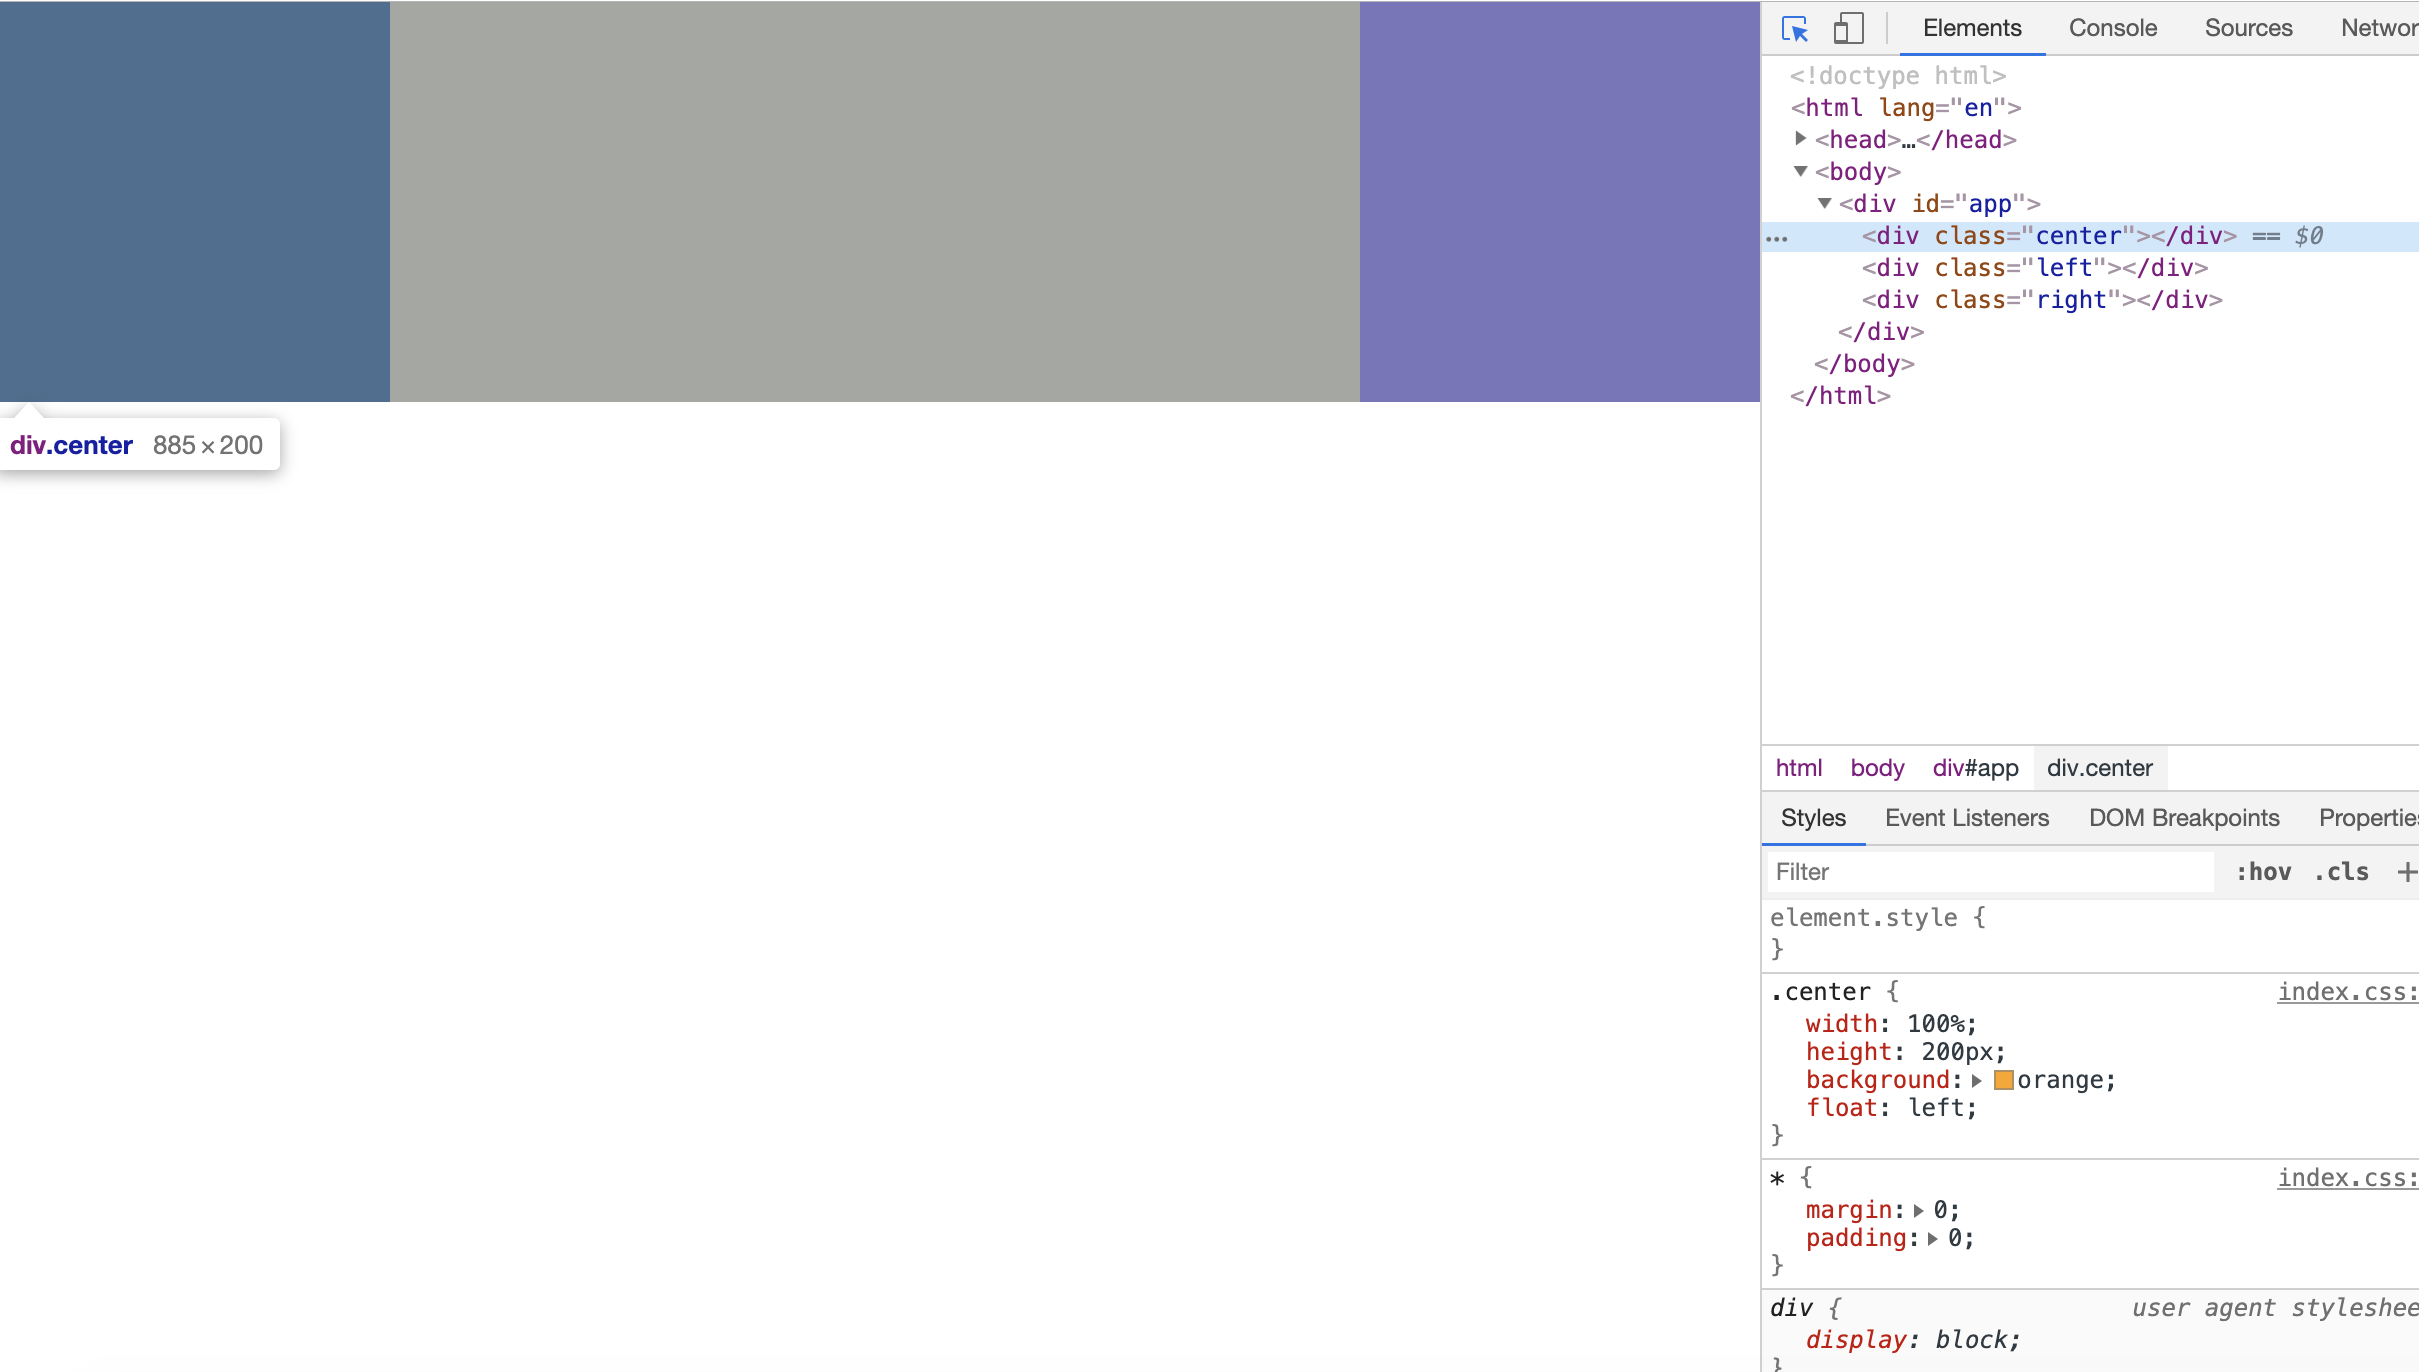 Elements Console Sources Networ
<!doctype html>
<html lang="en">
<head>…</head>
<body>
<div id="app">
… <div class="center"></div> == $0
<div class="left"></div>
<div class="right"></div>
</div>
</body>
</html>
div.center 885 × 200
html body div#app div.center
Styles Event Listeners DOM Breakpoints Propertie
Filter :hov .cls +
element.style {
}
.center { index.css:
width: 100%;
height: 200px;
background: orange;
float: left;
}
* { index.css:
margin: 0;
padding: 0;
}
div { user agent styleshee
display: block;
}